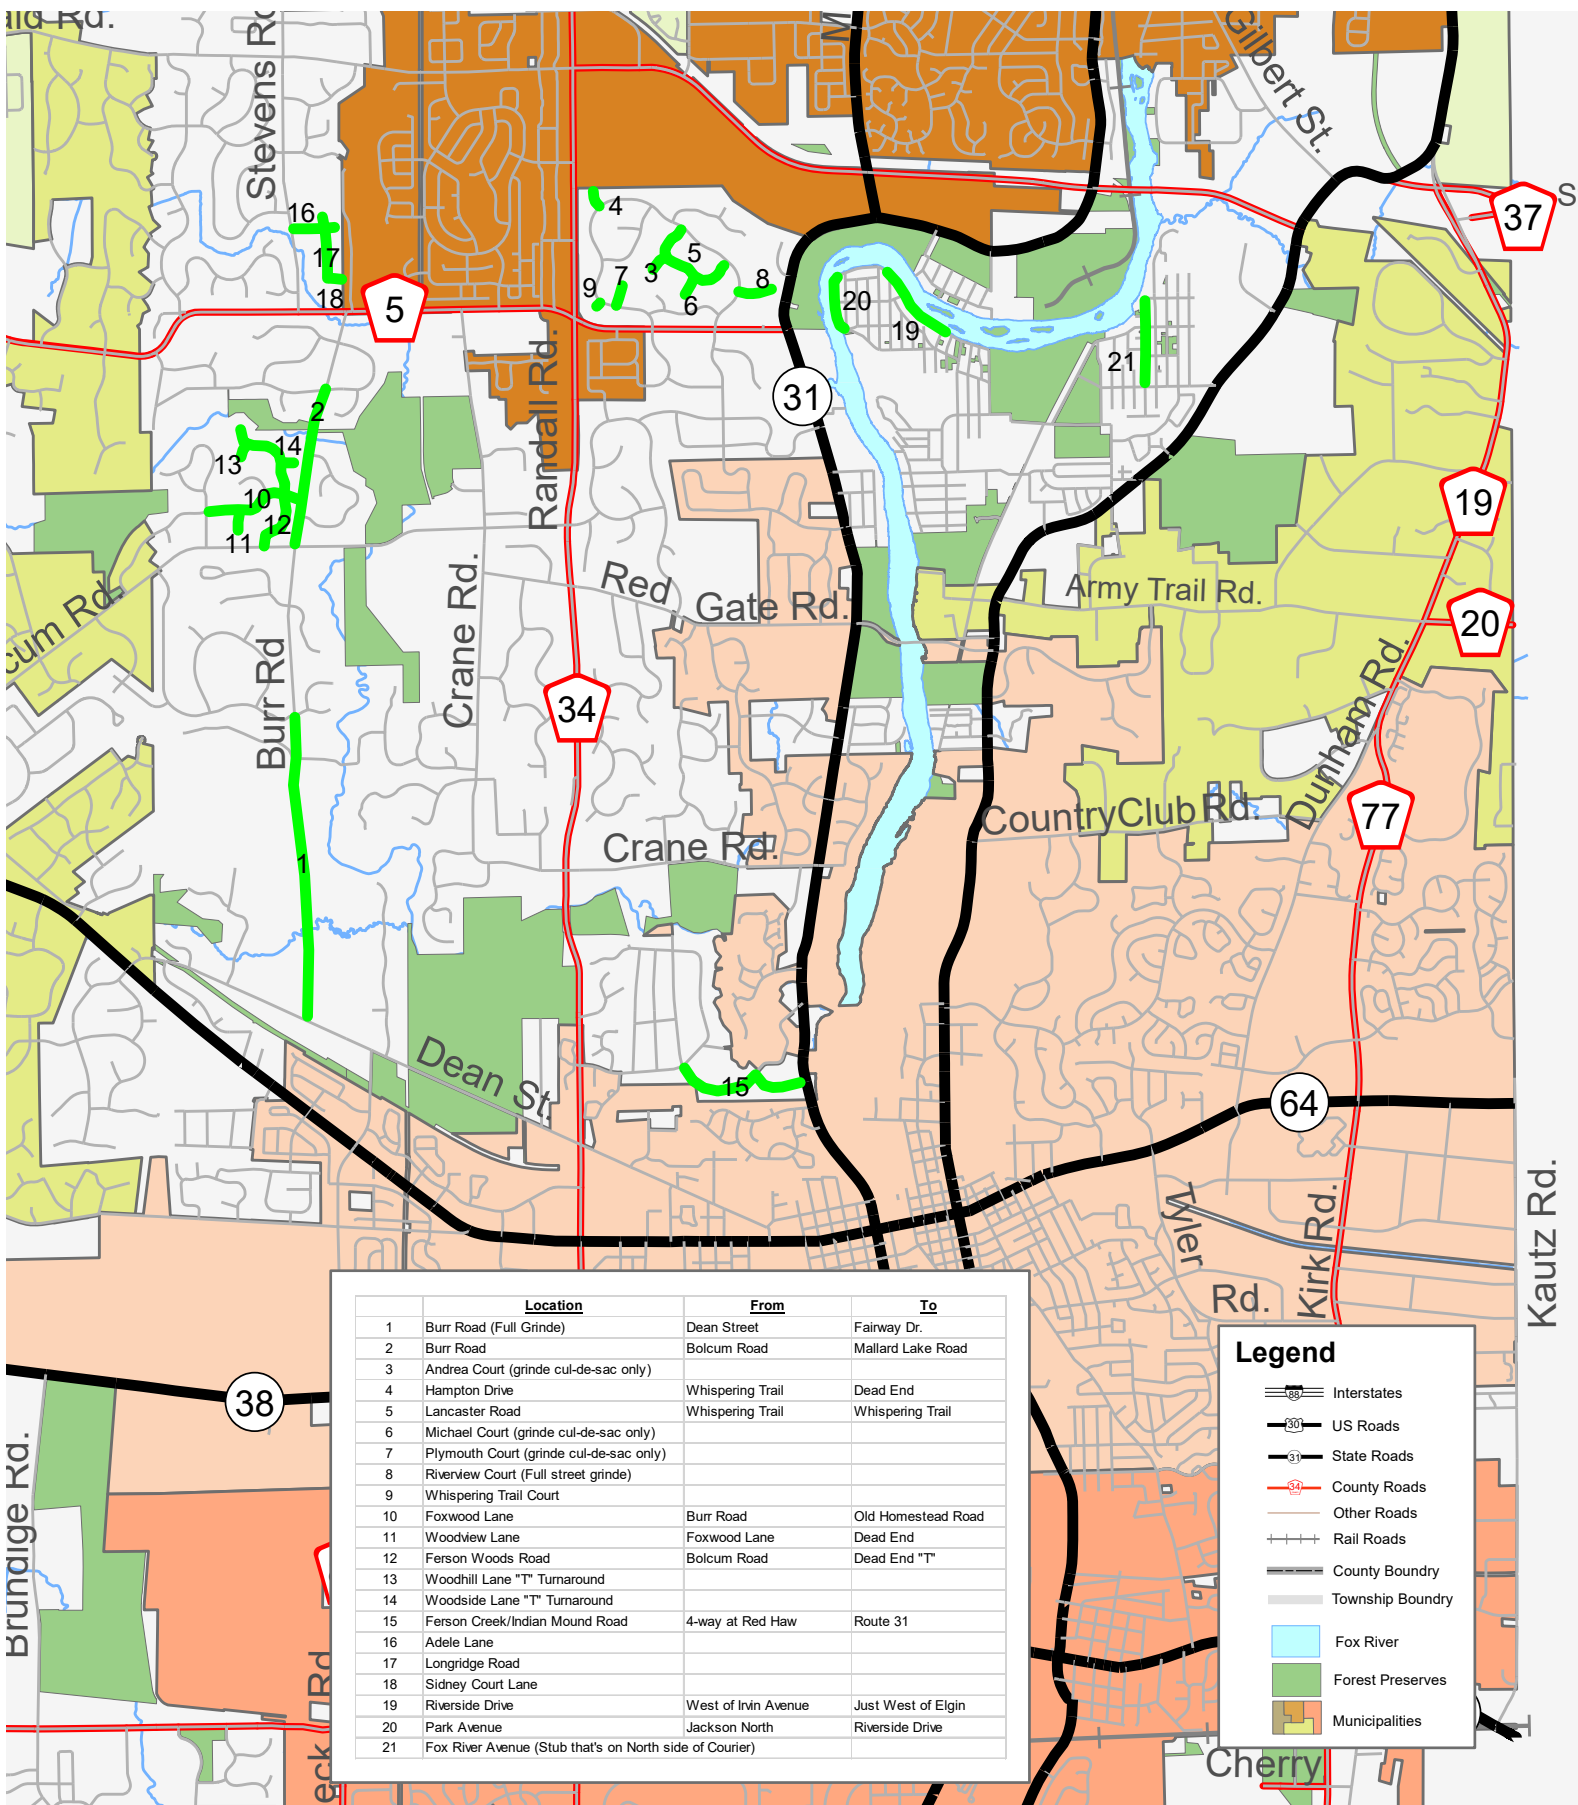 Stevens Rd
Gilbert St.
37
S
16
4
17
5
3
7
9
8
6
18
5
20
19
21
31
2
14
13
10
12
11
Randall Rd.
19
Crane Rd.
Red
Gate Rd.
Army Trail Rd.
20
cum Rd.
Burr Rd
34
Dunham Rd.
77
CountryClub Rd.
Crane Rd.
1
Dean St.
15
64
Tyler
Rd.
Kirk Rd.
Kautz Rd.
38
Brundige Rd.
Location From To
1 Burr Road (Full Grinde) Dean Street Fairway Dr.
2 Burr Road Bolcum Road Mallard Lake Road
3 Andrea Court (grinde cul-de-sac only)
4 Hampton Drive Whispering Trail Dead End
5 Lancaster Road Whispering Trail Whispering Trail
6 Michael Court (grinde cul-de-sac only)
7 Plymouth Court (grinde cul-de-sac only)
8 Riverview Court (Full street grinde)
9 Whispering Trail Court
10 Foxwood Lane Burr Road Old Homestead Road
11 Woodview Lane Foxwood Lane Dead End
12 Ferson Woods Road Bolcum Road Dead End "T"
13 Woodhill Lane "T" Turnaround
14 Woodside Lane "T" Turnaround
15 Ferson Creek/Indian Mound Road 4-way at Red Haw Route 31
16 Adele Lane
17 Longridge Road
18 Sidney Court Lane
19 Riverside Drive West of Irvin Avenue Just West of Elgin
20 Park Avenue Jackson North Riverside Drive
21 Fox River Avenue (Stub that's on North side of Courier)
Legend
88 Interstates
30 US Roads
31 State Roads
34 County Roads
Other Roads
Rail Roads
County Boundry
Township Boundry
Fox River
Forest Preserves
Municipalities
eck Rd
Cherry